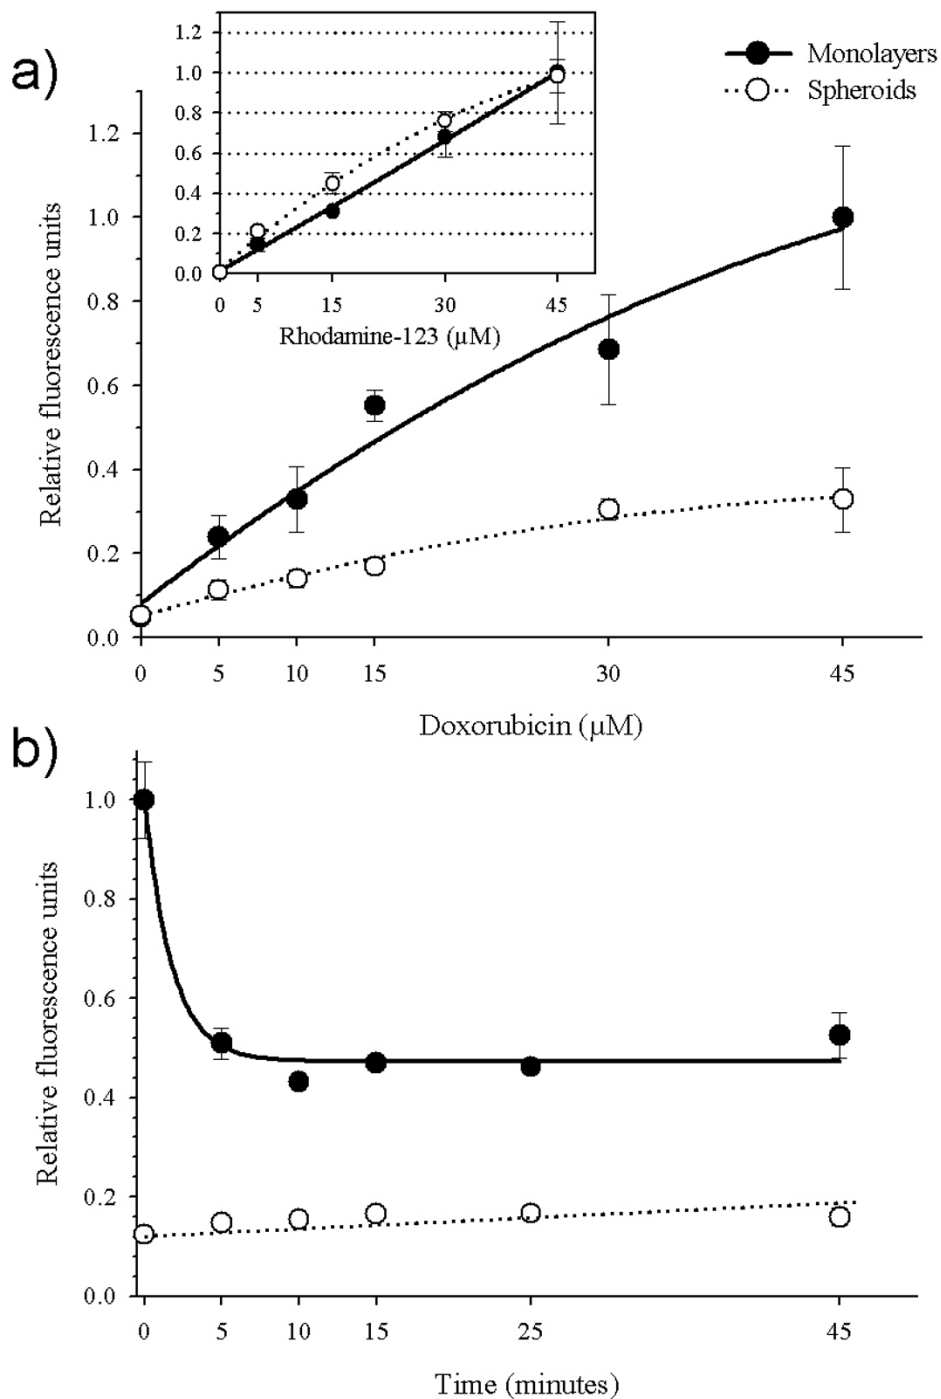 a)
Monolayers
Spheroids
1.2
1.0
0.8
0.6
0.4
0.2
0.0
0 5 15 30 45
Rhodamine-123 (µM)
Relative fluorescence units
1.2
1.0
0.8
0.6
0.4
0.2
0.0
0 5 10 15 30 45
Doxorubicin (µM)
b)
Relative fluorescence units
1.0
0.8
0.6
0.4
0.2
0.0
0 5 10 15 25 45
Time (minutes)